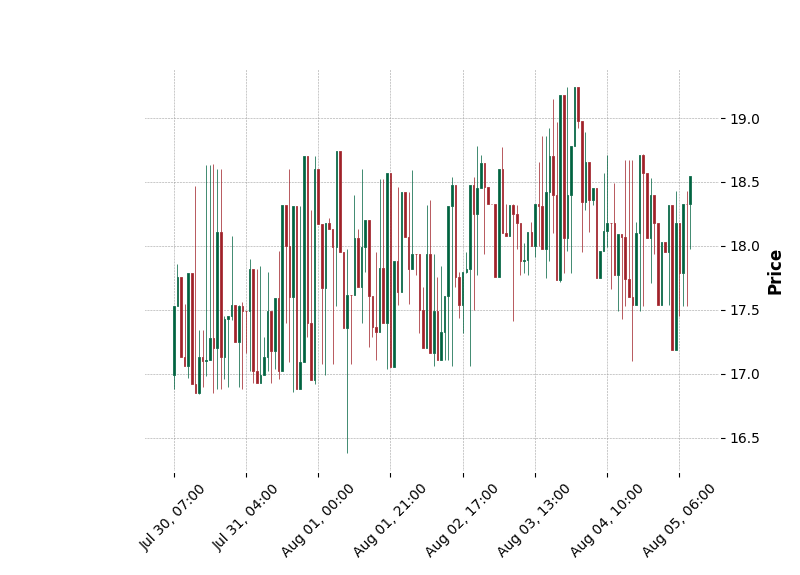 19.0
18.5
18.0
17.5
17.0
16.5
Price
Jul 30, 07:00
Jul 31, 04:00
Aug 01, 00:00
Aug 01, 21:00
Aug 02, 17:00
Aug 03, 13:00
Aug 04, 10:00
Aug 05, 06:00